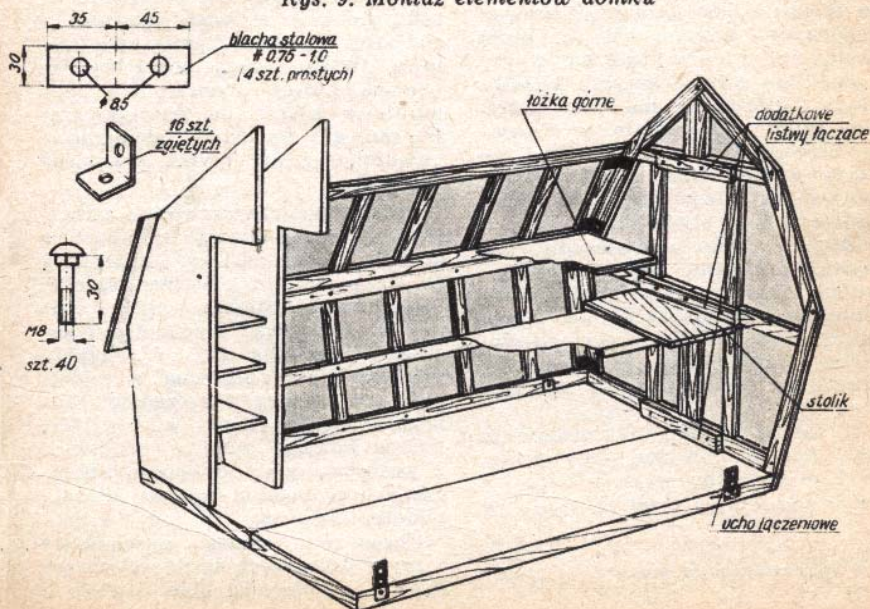 Rys. 9. Montaż elementów domku
35 45
30
blacha stalowa
# 0,75 - 1,0
(4 szt. prostych)
ϕ 8,5
16 szt.
zgiętych
30
M8
szt. 40
łóżka górne
dodatkowe
listwy łączące
stolik
ucho łączeniowe